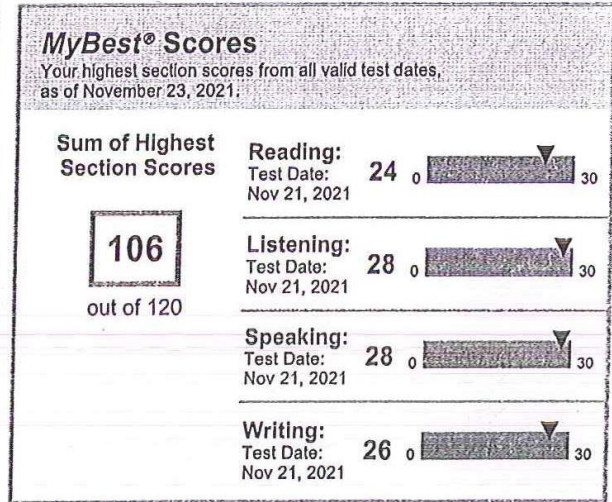 MyBest® Scores
Your highest section scores from all valid test dates,
as of November 23, 2021.
Sum of Highest
Section Scores
106
out of 120
Reading:
Test Date:
Nov 21, 2021
24
0
30
Listening:
Test Date:
Nov 21, 2021
28
0
30
Speaking:
Test Date:
Nov 21, 2021
28
0
30
Writing:
Test Date:
Nov 21, 2021
26
0
30